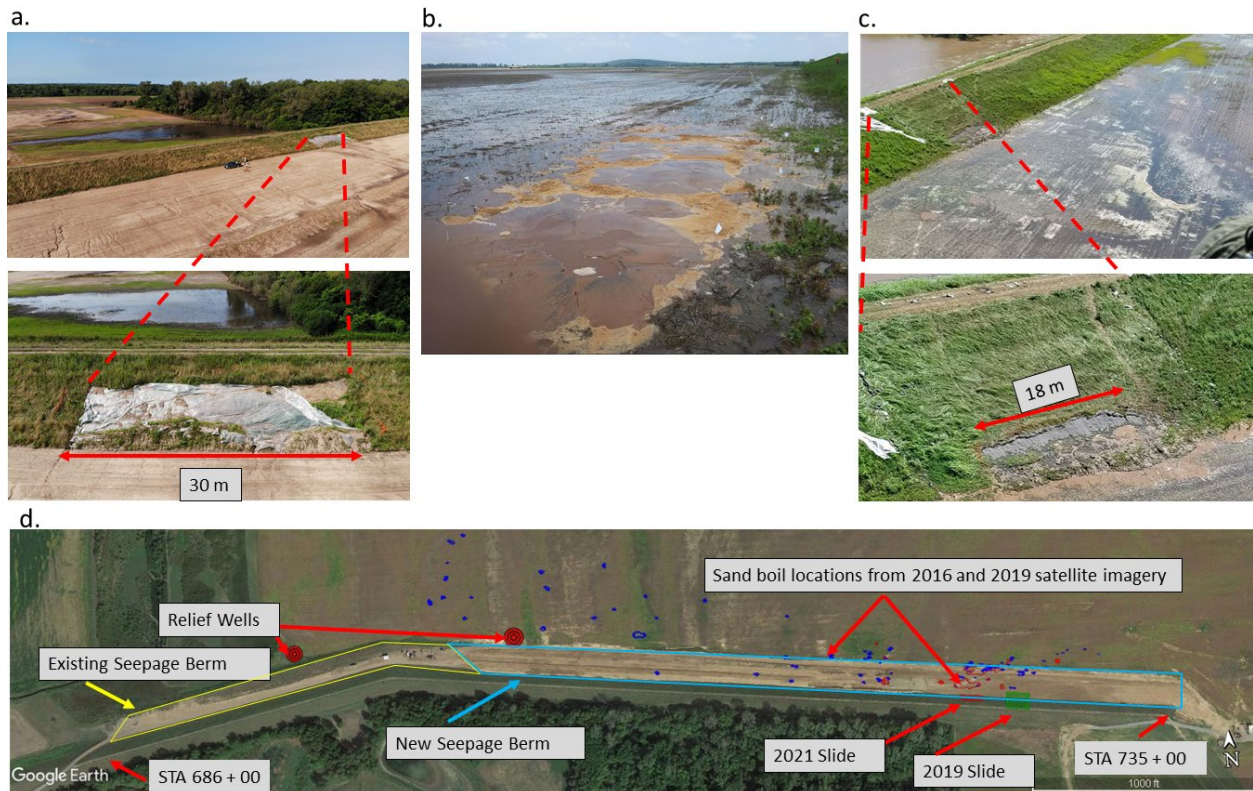 a.
b.
c.
30 m
18 m
d.
Sand boil locations from 2016 and 2019 satellite imagery
Relief Wells
Existing Seepage Berm
New Seepage Berm
2021 Slide
2019 Slide
STA 735 + 00
STA 686 + 00
Google Earth
N
1000 ft